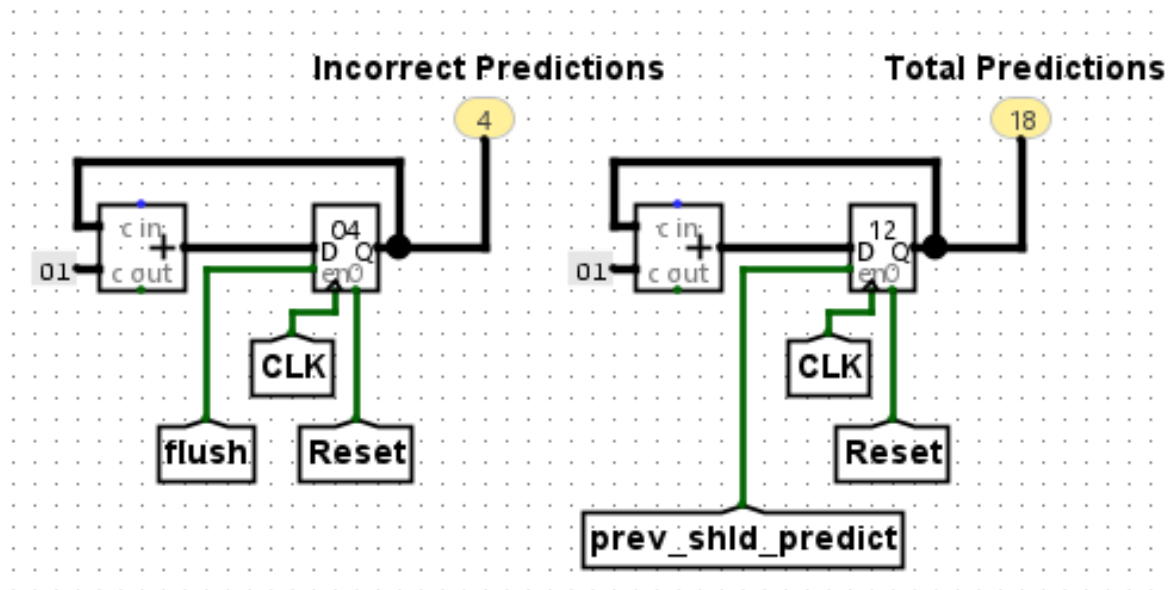 Incorrect Predictions
Total Predictions
4
18
c in
+
04
D Q
01
c out
en 0
c in
+
12
D Q
01
c out
en 0
CLK
CLK
flush
Reset
Reset
prev_shld_predict